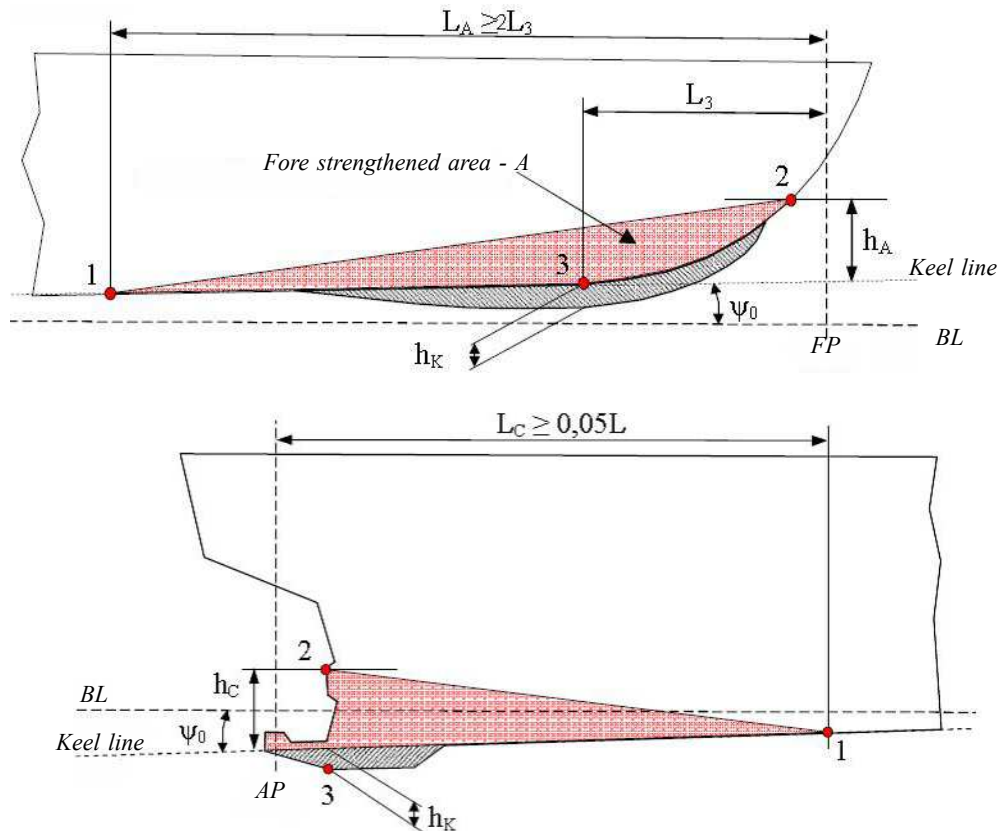 L_A ≥2L_3
L_3
Fore strengthened area - A
2
h_A
3
1
Keel line
ψ_0
h_K
FP
BL
L_C ≥ 0,05L
2
h_C
BL
ψ_0
Keel line
1
AP
3
h_K